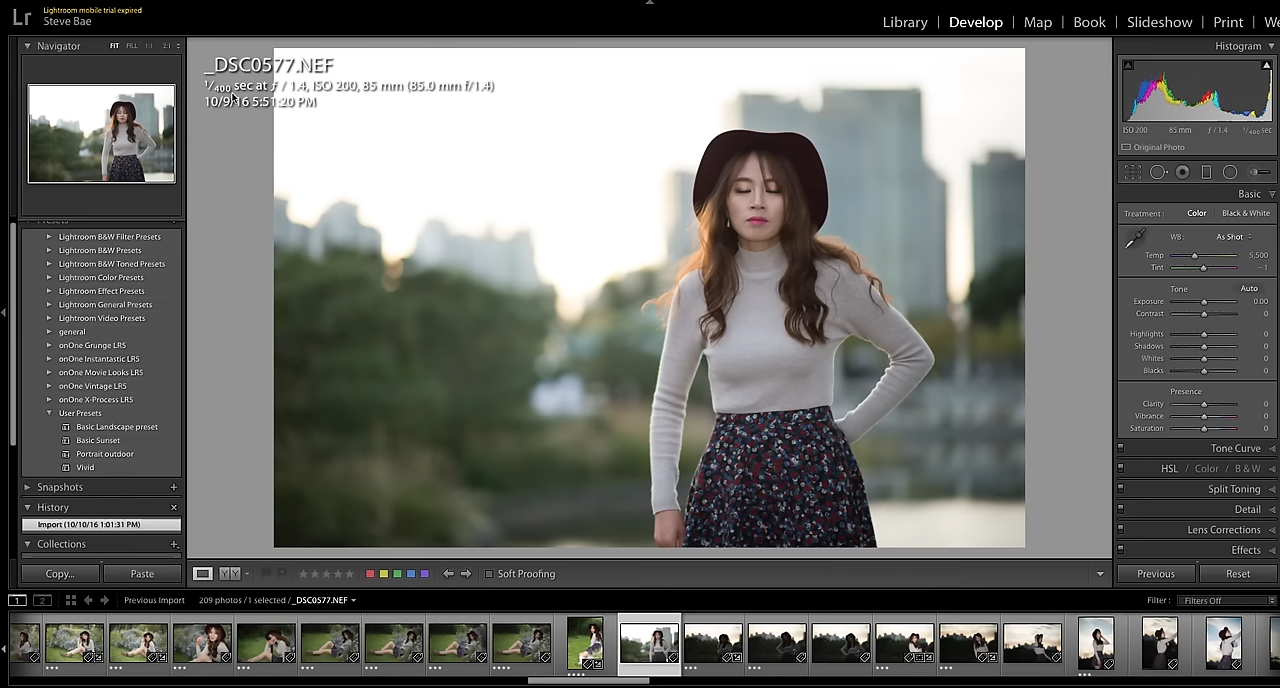 Lr
Lightroom mobile trial expired
Steve Bae
Library | Develop | Map | Book | Slideshow | Print | We
Navigator FIT FILL 1:1 2:1
_DSC0577.NEF
1/400 sec at ƒ / 1.4, ISO 200, 85 mm (85.0 mm f/1.4)
10/9/16 5:51:20 PM
Presets
Lightroom B&W Filter Presets
Lightroom B&W Presets
Lightroom B&W Toned Presets
Lightroom Color Presets
Lightroom Effect Presets
Lightroom General Presets
Lightroom Video Presets
general
onOne Grunge LR5
onOne Instantastic LR5
onOne Movie Looks LR5
onOne Vintage LR5
onOne X-Process LR5
User Presets
Basic Landscape preset
Basic Sunset
Portrait outdoor
Vivid
Snapshots +
History ×
Import (10/10/16 1:01:31 PM)
Collections +
Copy... Paste
Histogram
ISO 200 85 mm ƒ / 1.4 1/400 sec
Original Photo
Basic
Treatment : Color Black & White
WB : As Shot
Temp 5,500
Tint −1
Tone Auto
Exposure 0.00
Contrast 0
Highlights 0
Shadows 0
Whites 0
Blacks 0
Presence
Clarity 0
Vibrance 0
Saturation 0
Tone Curve
HSL / Color / B & W
Split Toning
Detail
Lens Corrections
Effects
Previous Reset
Y Y Soft Proofing
1 2 Previous Import 209 photos / 1 selected / _DSC0577.NEF
Filter : Filters Off